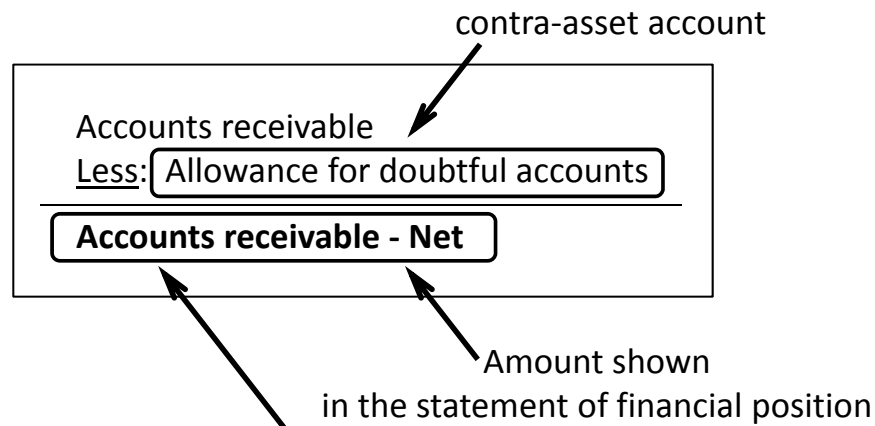 contra-asset account
Accounts receivable
Less: Allowance for doubtful accounts
Accounts receivable - Net
Amount shown
in the statement of financial position